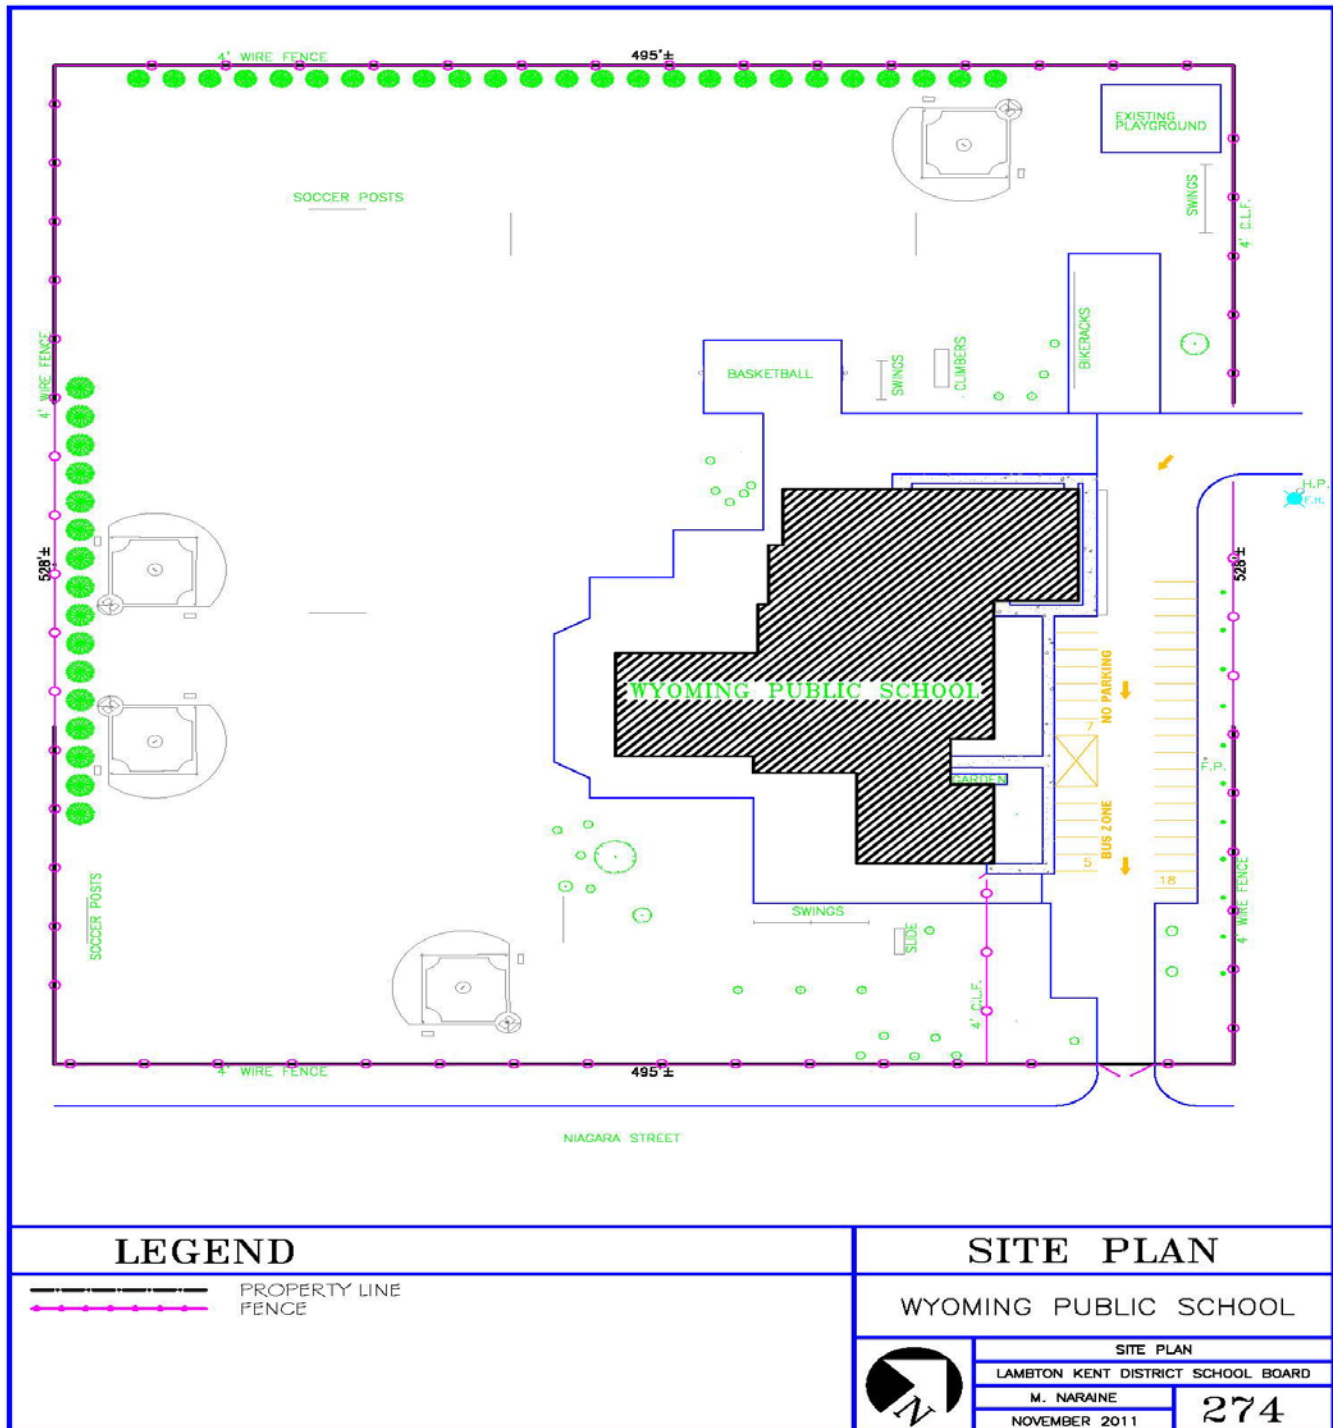 4' WIRE FENCE
495'±
EXISTING
PLAYGROUND
SOCCER POSTS
SWINGS
4' C.L.F.
4' WIRE FENCE
BASKETBALL
SWINGS
CLIMBERS
BIKERACKS
H.P.
F.H.
528'±
528'±
WYOMING PUBLIC SCHOOL
NO PARKING
7
F.P.
GARDEN
BUS ZONE
5
18
SOCCER POSTS
SWINGS
SLIDE
4' WIRE FENCE
4' C.L.F.
4' WIRE FENCE
495'±
NIAGARA STREET
LEGEND
PROPERTY LINE
FENCE
SITE PLAN
WYOMING PUBLIC SCHOOL
N
SITE PLAN
LAMBTON KENT DISTRICT SCHOOL BOARD
M. NARAINE
NOVEMBER 2011
274